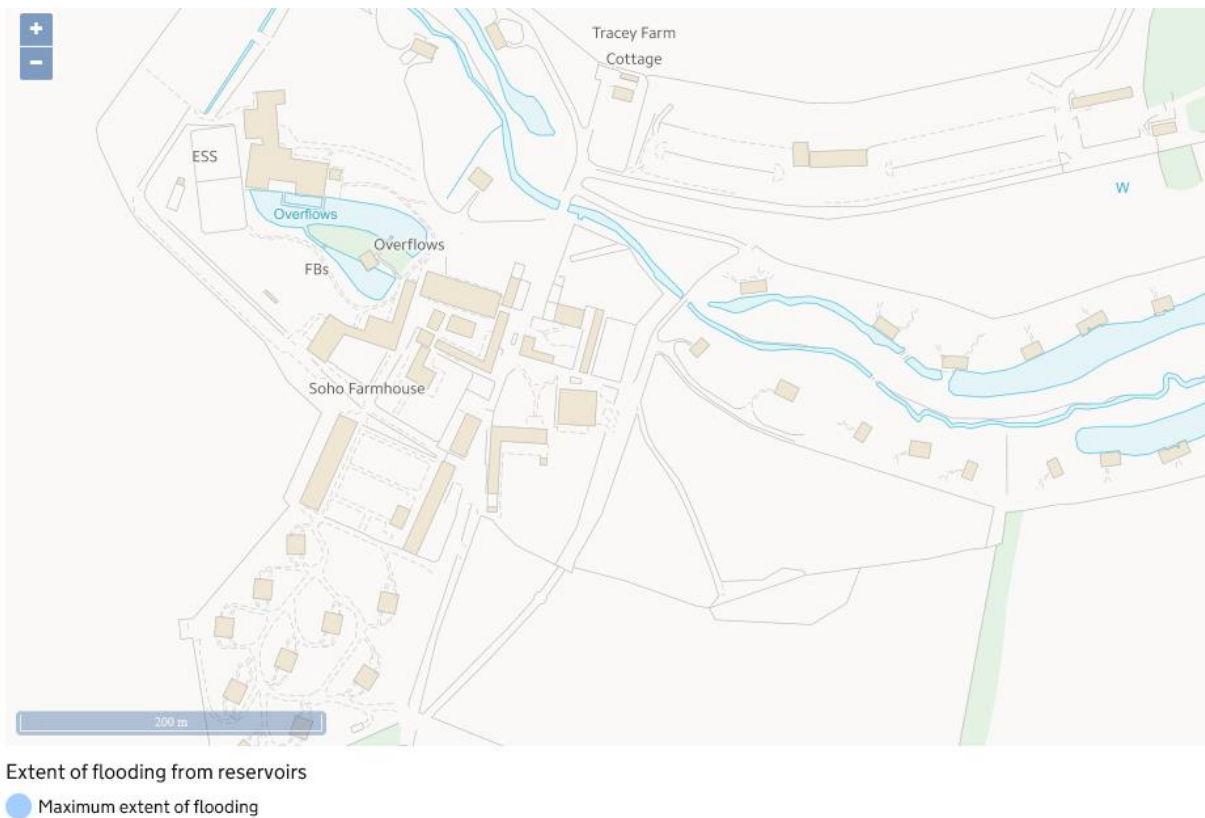 +
−
Tracey Farm
Cottage
ESS
W
Overflows
Overflows
FBs
Soho Farmhouse
200 m
Extent of flooding from reservoirs
Maximum extent of flooding